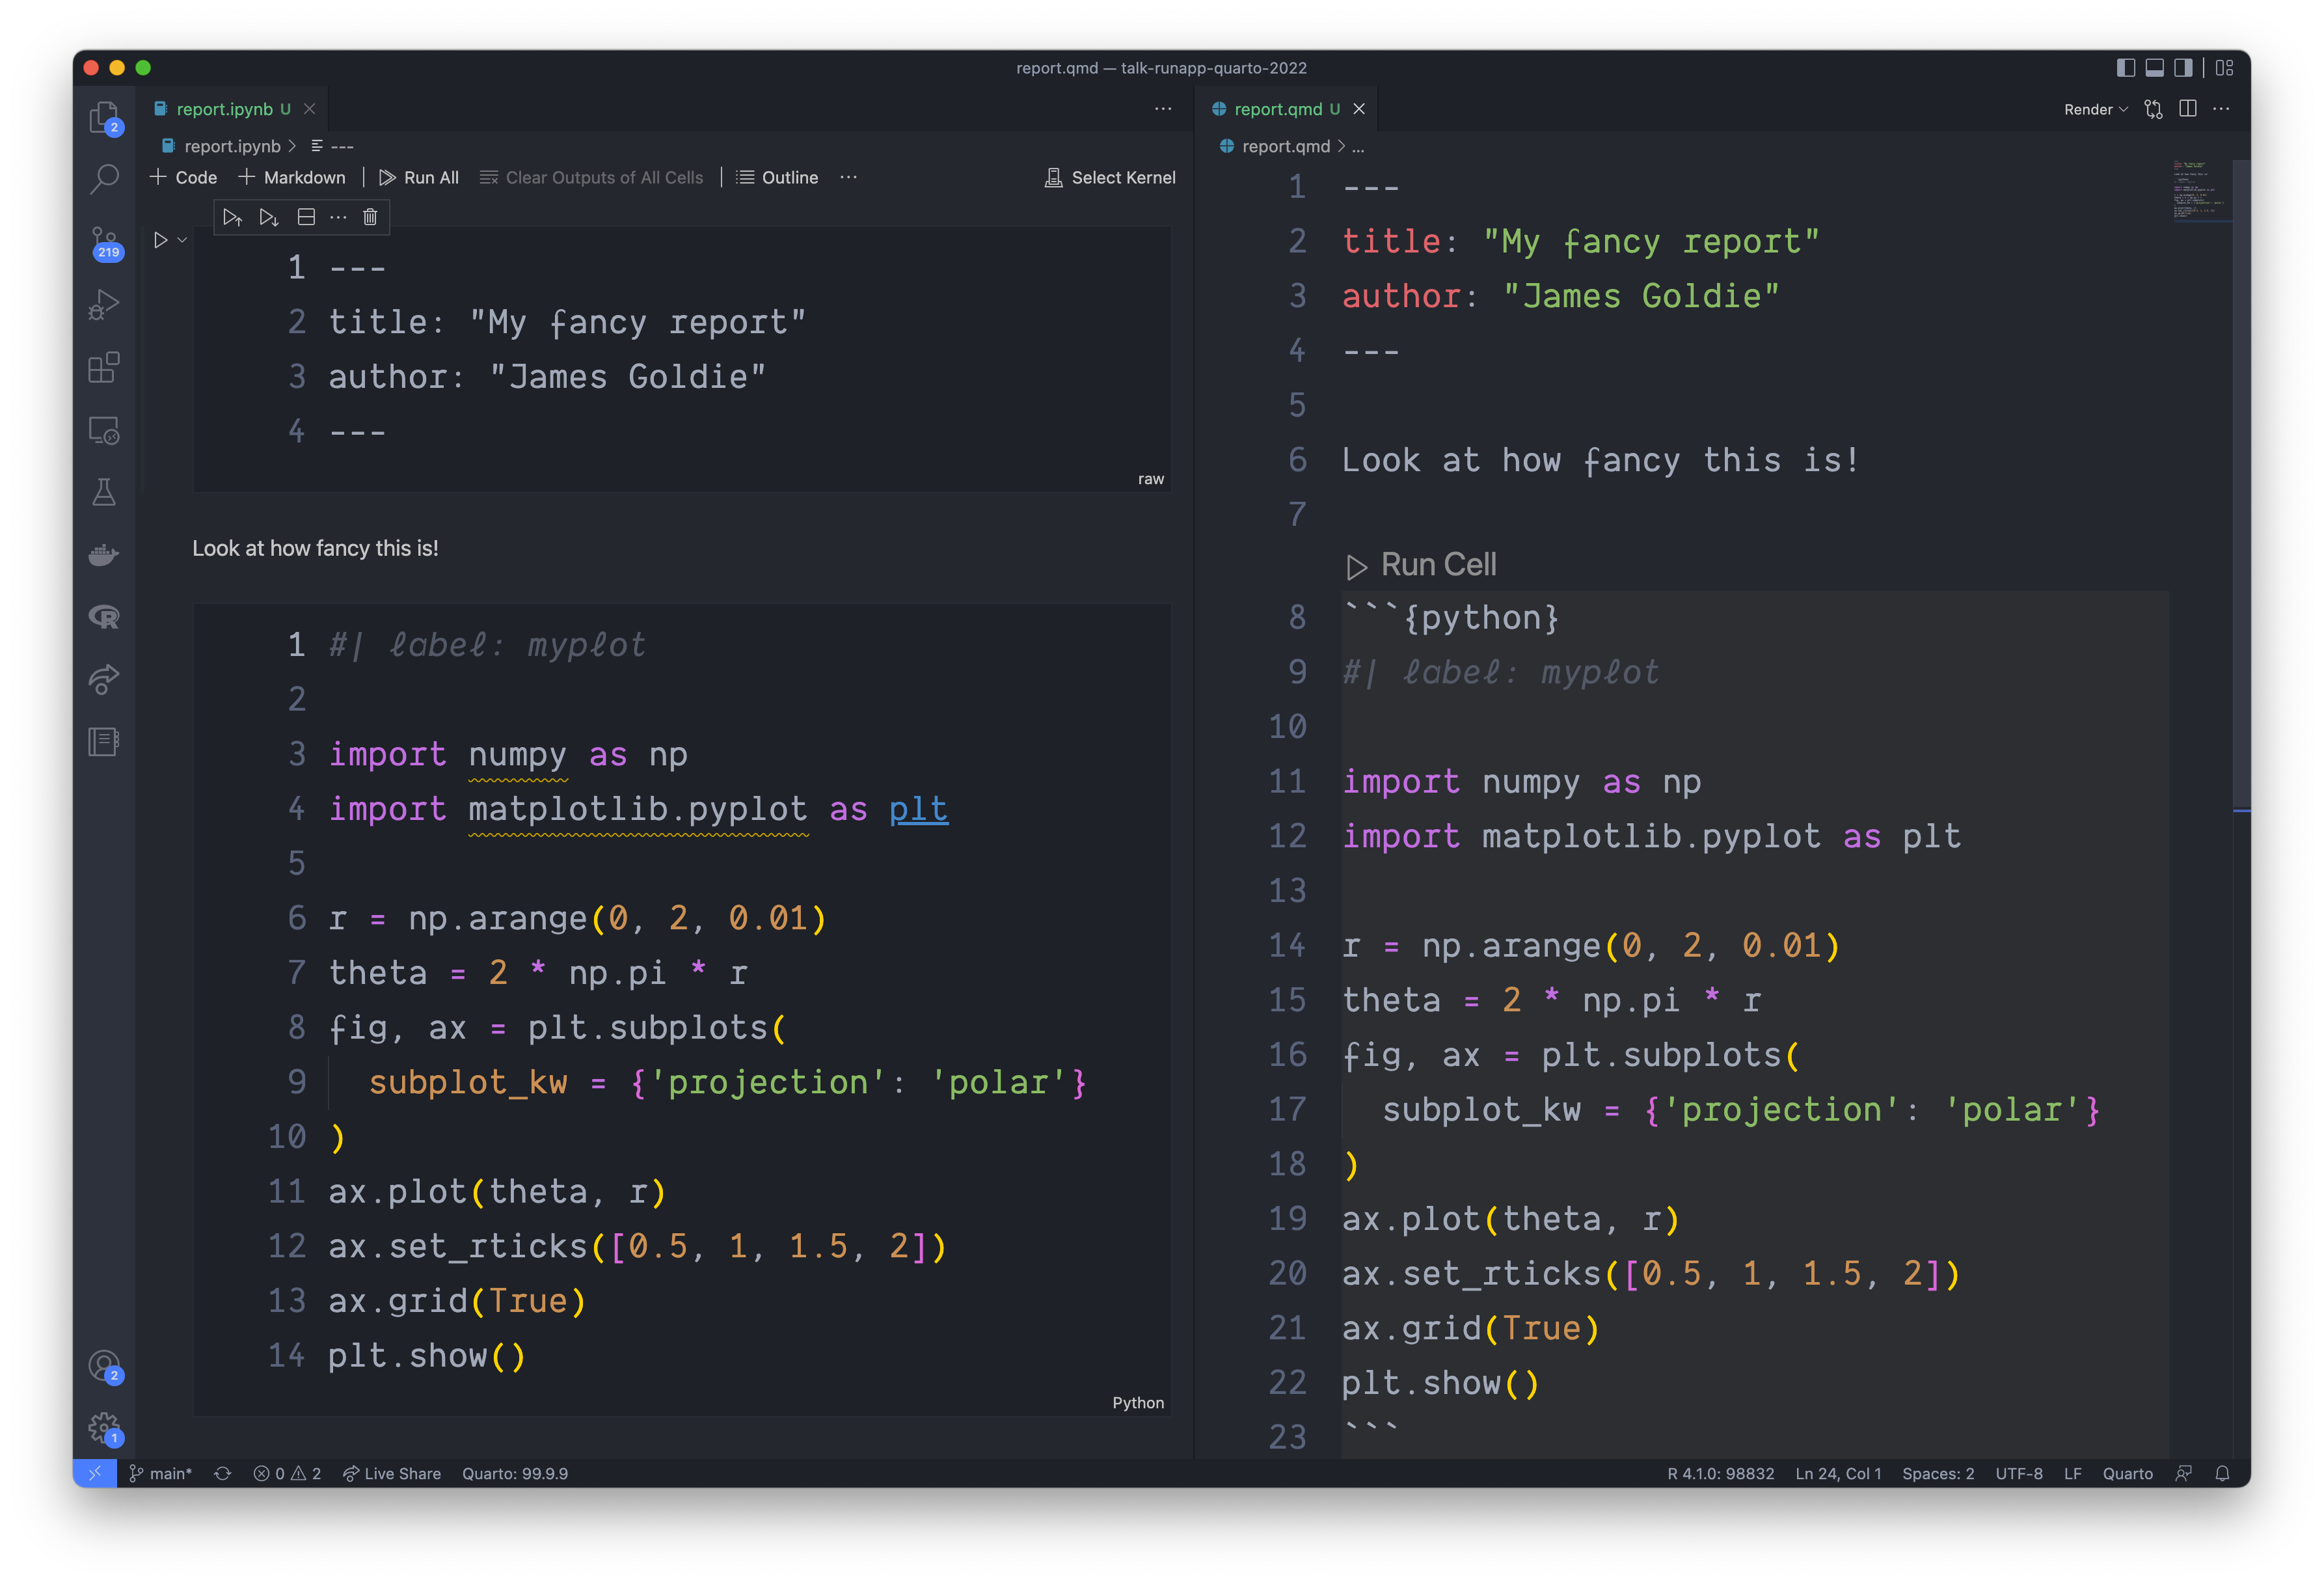 report.qmd — talk-runapp-quarto-2022
2
219
2
1
report.ipynb U
report.ipynb > ---
Code Markdown Run All Clear Outputs of All Cells Outline ... Select Kernel
1 ---
2 title: "My fancy report"
3 author: "James Goldie"
4 ---
raw
Look at how fancy this is!
1 #| label: myplot
2
3 import numpy as np
4 import matplotlib.pyplot as plt
5
6 r = np.arange(0, 2, 0.01)
7 theta = 2 * np.pi * r
8 fig, ax = plt.subplots(
9 subplot_kw = {'projection': 'polar'}
10 )
11 ax.plot(theta, r)
12 ax.set_rticks([0.5, 1, 1.5, 2])
13 ax.grid(True)
14 plt.show()
Python
report.qmd U
Render
report.qmd > ...
1 ---
2 title: "My fancy report"
3 author: "James Goldie"
4 ---
5
6 Look at how fancy this is!
7
Run Cell
8 ```{python}
9 #| label: myplot
10
11 import numpy as np
12 import matplotlib.pyplot as plt
13
14 r = np.arange(0, 2, 0.01)
15 theta = 2 * np.pi * r
16 fig, ax = plt.subplots(
17 subplot_kw = {'projection': 'polar'}
18 )
19 ax.plot(theta, r)
20 ax.set_rticks([0.5, 1, 1.5, 2])
21 ax.grid(True)
22 plt.show()
23 ```
main* 0 2 Live Share Quarto: 99.9.9
R 4.1.0: 98832 Ln 24, Col 1 Spaces: 2 UTF-8 LF Quarto